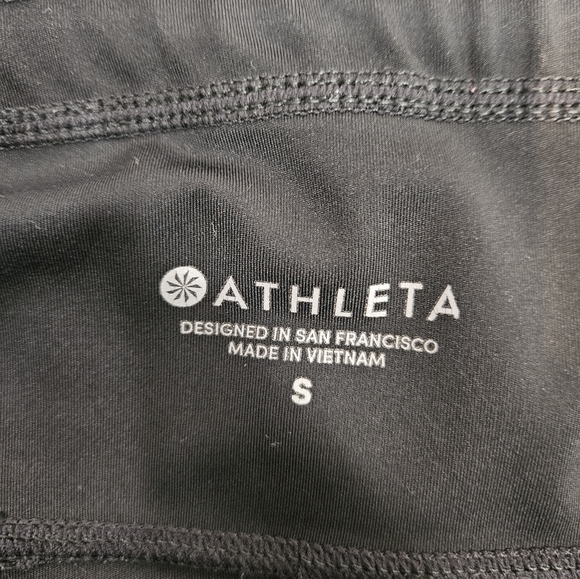 ATHLETA
DESIGNED IN SAN FRANCISCO
MADE IN VIETNAM
S